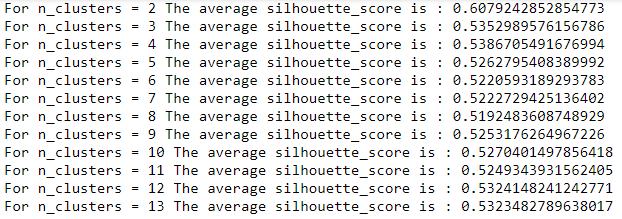 For n_clusters = 2 The average silhouette_score is : 0.6079242852854773
For n_clusters = 3 The average silhouette_score is : 0.5352989576156786
For n_clusters = 4 The average silhouette_score is : 0.5386705491676994
For n_clusters = 5 The average silhouette_score is : 0.5262795408389992
For n_clusters = 6 The average silhouette_score is : 0.5220593189293783
For n_clusters = 7 The average silhouette_score is : 0.5222729425136402
For n_clusters = 8 The average silhouette_score is : 0.5192483608748929
For n_clusters = 9 The average silhouette_score is : 0.5253176264967226
For n_clusters = 10 The average silhouette_score is : 0.5270401497856418
For n_clusters = 11 The average silhouette_score is : 0.5249343931562405
For n_clusters = 12 The average silhouette_score is : 0.5324148241242771
For n_clusters = 13 The average silhouette_score is : 0.5323482789638017